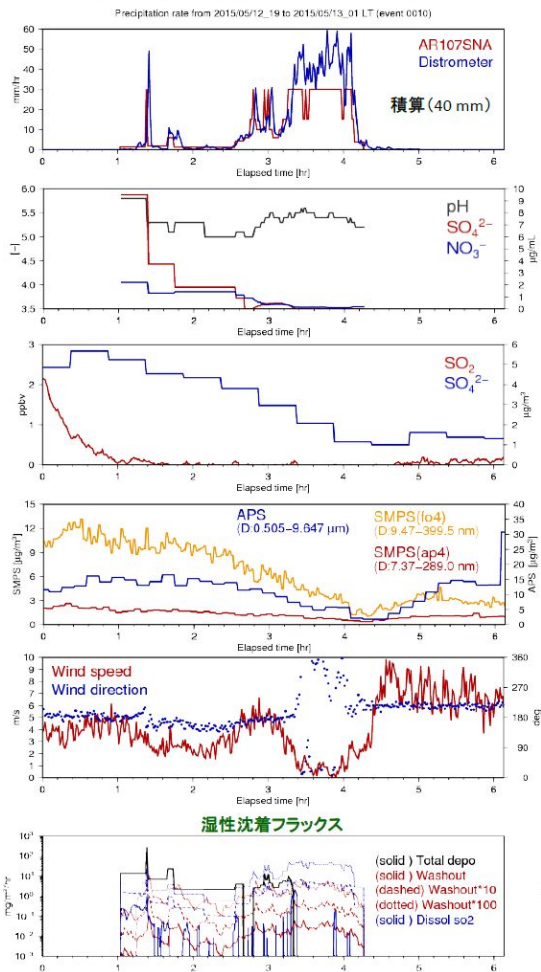 Precipitation rate from 2015/05/12_19 to 2015/05/13_01 LT (event 0010)
60
50
40
30
20
10
0
mm/hr
AR107SNA
Distrometer
積算(40 mm)
0 1 2 3 4 5 6
Elapsed time [hr]
6.0
5.5
5.0
4.5
4.0
3.5
[-]
pH
SO₄²⁻
NO₃⁻
10
9
8
7
6
5
4
3
2
1
0
µg/mL
0 1 2 3 4 5 6
Elapsed time [hr]
3
2
1
0
ppbv
SO₂
SO₄²⁻
6
5
4
3
2
1
0
µg/m³
0 1 2 3 4 5 6
Elapsed time [hr]
15
12
9
6
3
0
SMPS [µg/m³]
APS
(D:0.505–9.647 µm)
SMPS(fo4)
(D:9.47–399.5 nm)
SMPS(ap4)
(D:7.37–289.0 nm)
40
35
30
25
20
15
10
5
0
APS [µg/m³]
0 1 2 3 4 5 6
Elapsed time [hr]
10
9
8
7
6
5
4
3
2
1
0
m/s
Wind speed
Wind direction
360
270
180
90
0
deg
0 1 2 3 4 5 6
Elapsed time [hr]
湿性沈着フラックス
10³
10²
10¹
10⁰
10⁻¹
10⁻²
10⁻³
mg m⁻²/hr
(solid ) Total depo
(solid ) Washout
(dashed) Washout*10
(dotted) Washout*100
(solid ) Dissol so2
0 1 2 3 4 5 6